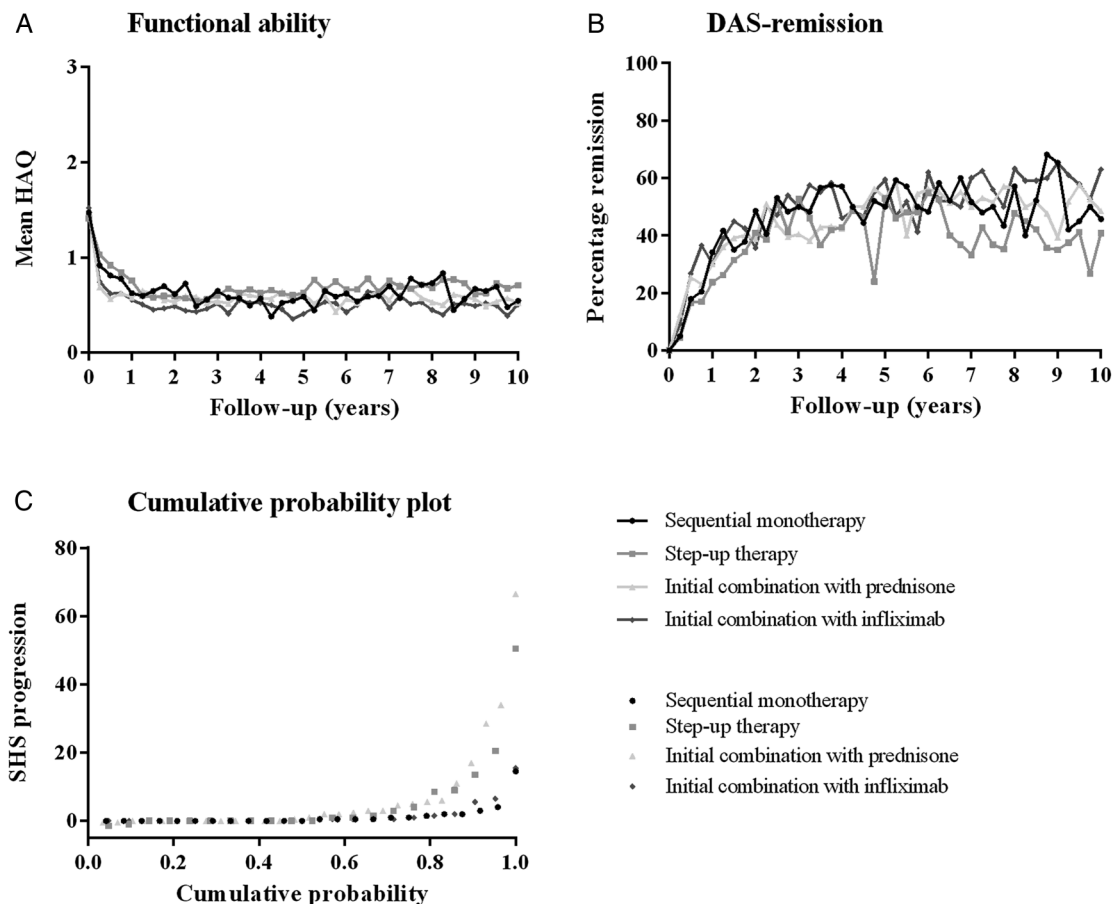 A Functional ability
3
2
1
0
Mean HAQ
0 1 2 3 4 5 6 7 8 9 10
Follow-up (years)
B DAS-remission
100
80
60
40
20
0
Percentage remission
0 1 2 3 4 5 6 7 8 9 10
Follow-up (years)
C Cumulative probability plot
80
60
40
20
0
SHS progression
0.0 0.2 0.4 0.6 0.8 1.0
Cumulative probability
Sequential monotherapy
Step-up therapy
Initial combination with prednisone
Initial combination with infliximab
Sequential monotherapy
Step-up therapy
Initial combination with prednisone
Initial combination with infliximab